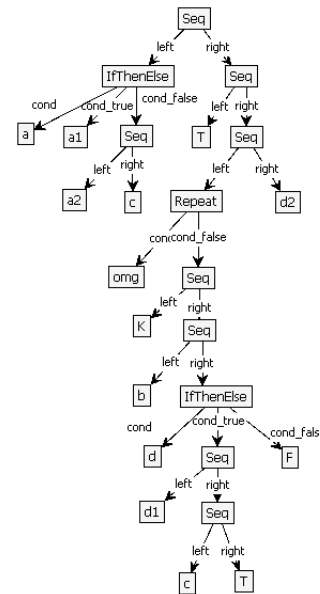 Seq
left right
IfThenElse Seq
cond cond_true cond_false left right
a a1 Seq T Seq
left right left right
a2 c Repeat d2
cond_false
omg Seq
left right
K Seq
left right
b IfThenElse
cond cond_true cond_fals
d Seq F
left right
d1 Seq
left right
c T